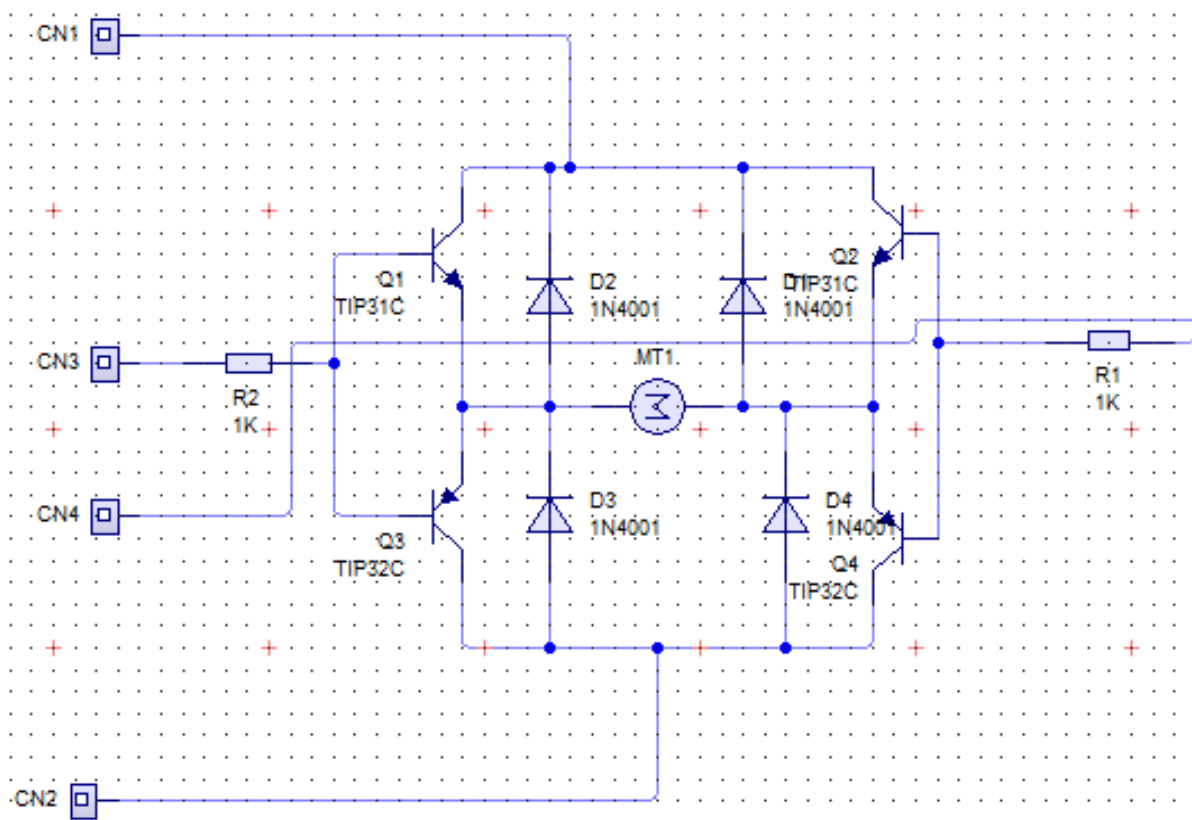 CN1
Q1
TIP31C
D2
1N4001
D1
1N4001
Q2
TIP31C
CN3
R2
1K
MT1
R1
1K
CN4
Q3
TIP32C
D3
1N4001
D4
1N4001
Q4
TIP32C
CN2